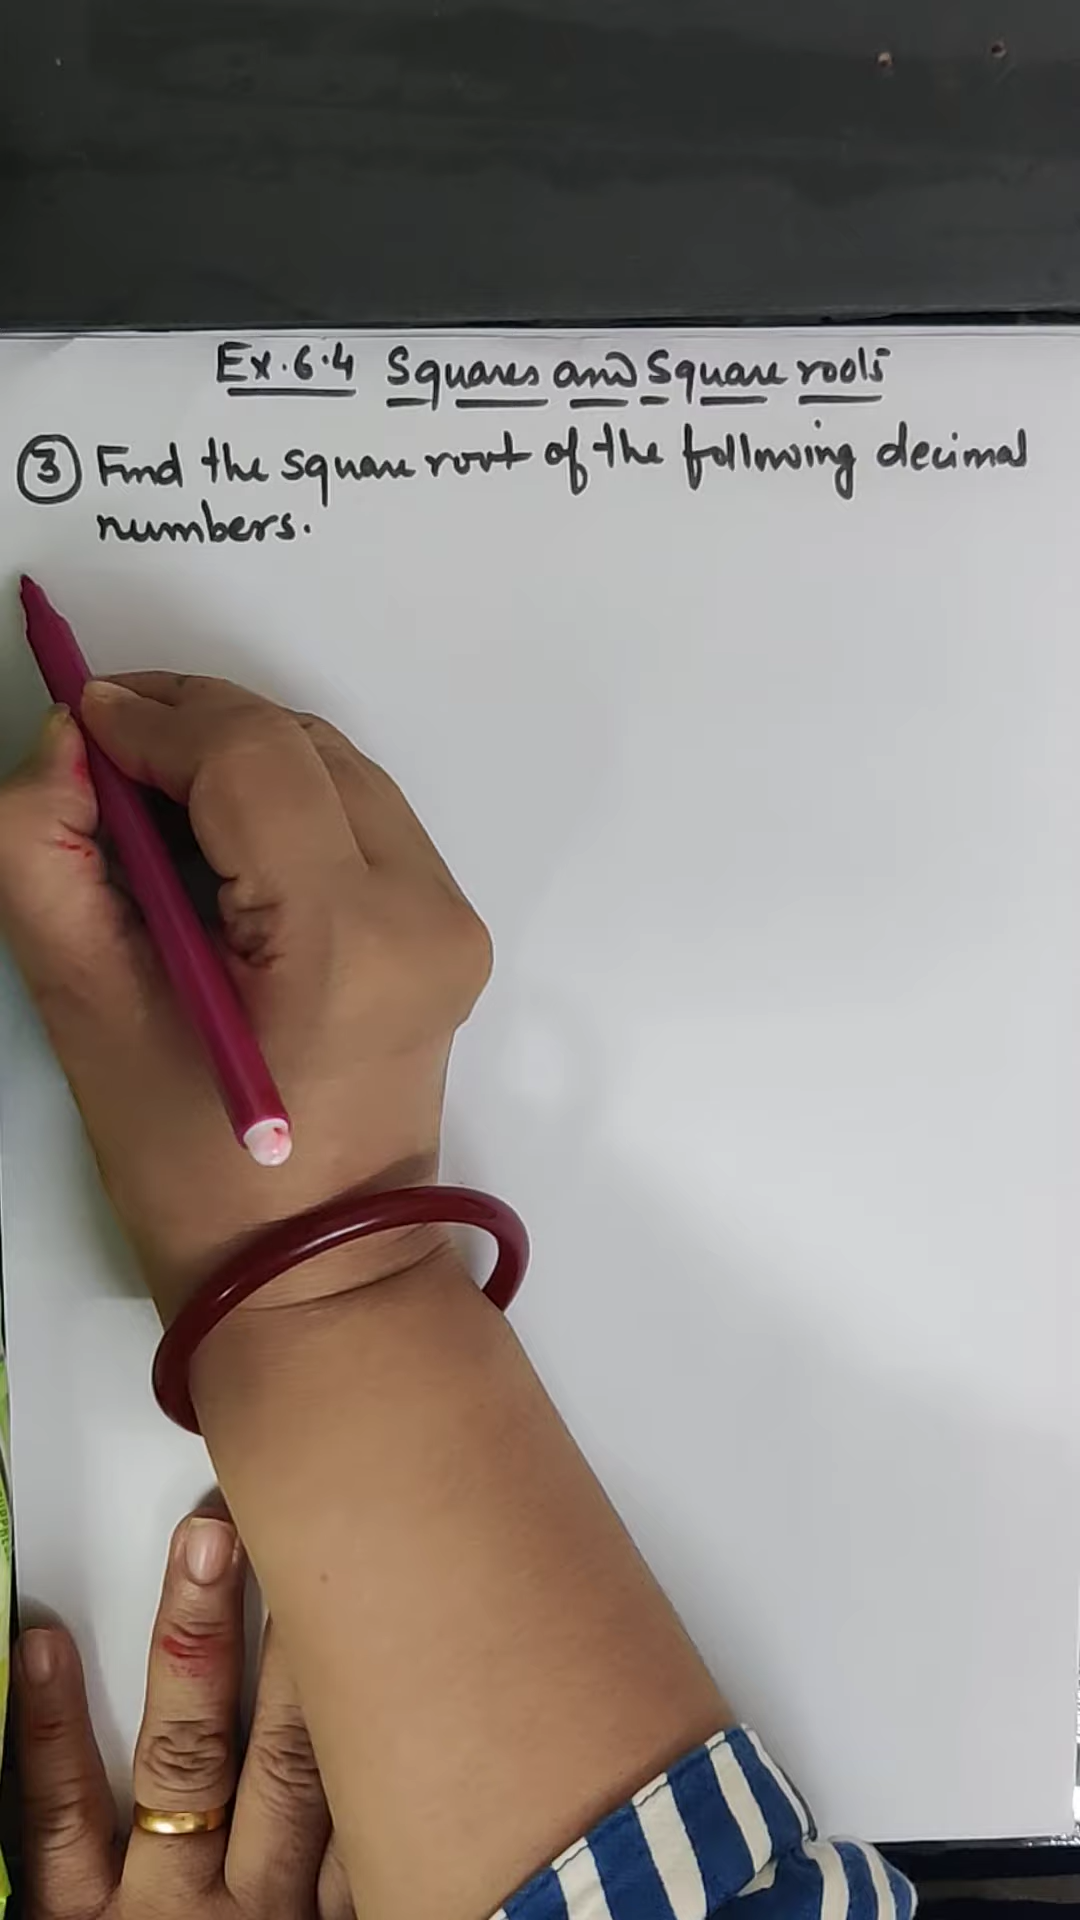 Ex. 6.4 Squares and Square roots
③ Find the square root of the following decimal
numbers.